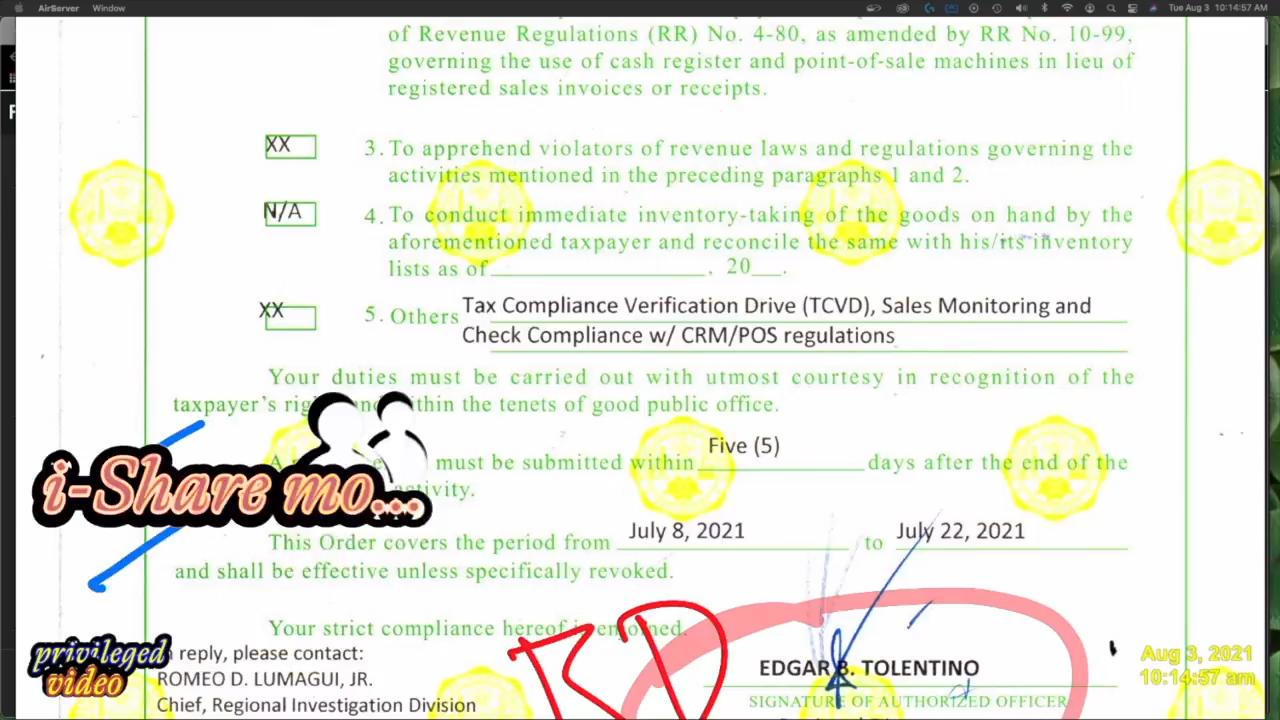 AirServer Window Tue Aug 3 10:14:57 AM
of Revenue Regulations (RR) No. 4-80, as amended by RR No. 10-99,
governing the use of cash register and point-of-sale machines in lieu of
registered sales invoices or receipts.
XX 3. To apprehend violators of revenue laws and regulations governing the
activities mentioned in the preceding paragraphs 1 and 2.
N/A 4. To conduct immediate inventory-taking of the goods on hand by the
aforementioned taxpayer and reconcile the same with his/its inventory
lists as of ____________, 20___.
XX 5. Others Tax Compliance Verification Drive (TCVD), Sales Monitoring and
Check Compliance w/ CRM/POS regulations
Your duties must be carried out with utmost courtesy in recognition of the
taxpayer's within the tenets of good public office.
A must be submitted within Five (5) days after the end of the
activity.
i-Share mo...
This Order covers the period from July 8, 2021 to July 22, 2021
and shall be effective unless specifically revoked.
Your strict compliance hereof is enjoined.
RD
privileged
video
reply, please contact:
ROMEO D. LUMAGUI, JR.
Chief, Regional Investigation Division
EDGAR B. TOLENTINO
SIGNATURE OF AUTHORIZED OFFICER
Aug 3, 2021
10:14:57 am